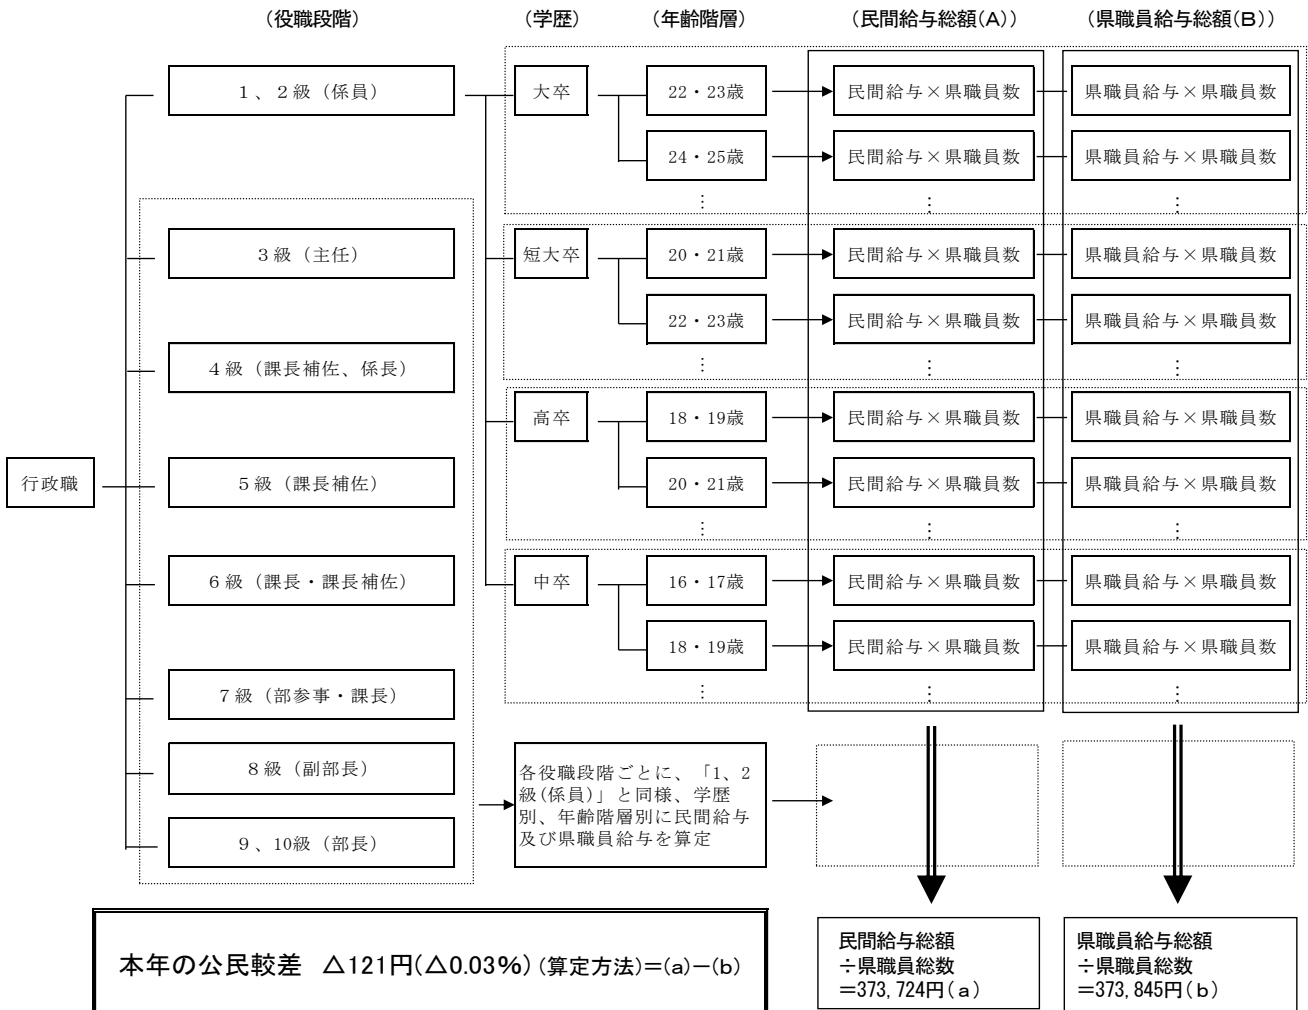 （役職段階）
（学歴）
（年齢階層）
（民間給与総額(A)）
（県職員給与総額(B)）
1、2級（係員）
大卒
22・23歳
民間給与×県職員数
県職員給与×県職員数
24・25歳
民間給与×県職員数
県職員給与×県職員数
⋮
⋮
⋮
3級（主任）
短大卒
20・21歳
民間給与×県職員数
県職員給与×県職員数
22・23歳
民間給与×県職員数
県職員給与×県職員数
4級（課長補佐、係長）
⋮
⋮
⋮
高卒
18・19歳
民間給与×県職員数
県職員給与×県職員数
行政職
5級（課長補佐）
20・21歳
民間給与×県職員数
県職員給与×県職員数
⋮
⋮
⋮
6級（課長・課長補佐）
中卒
16・17歳
民間給与×県職員数
県職員給与×県職員数
18・19歳
民間給与×県職員数
県職員給与×県職員数
7級（部参事・課長）
⋮
⋮
⋮
8級（副部長）
9、10級（部長）
各役職段階ごとに、「1、2
級(係員)」と同様、学歴
別、年齢階層別に民間給与
及び県職員給与を算定
本年の公民較差　△121円(△0.03%) (算定方法)=(a)−(b)
民間給与総額
÷県職員総数
=373,724円(a)
県職員給与総額
÷県職員総数
=373,845円(b)